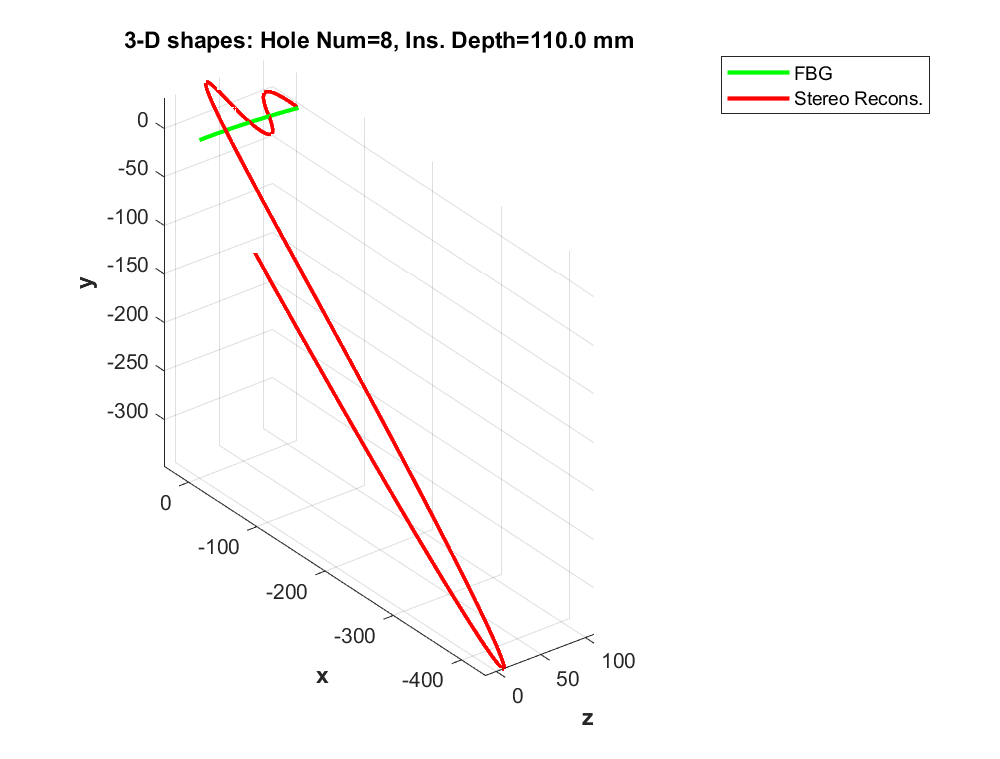 3-D shapes: Hole Num=8, Ins. Depth=110.0 mm
FBG
Stereo Recons.
0
-50
-100
-150
-200
-250
-300
y
0
-100
-200
-300
-400
x
0
50
100
z